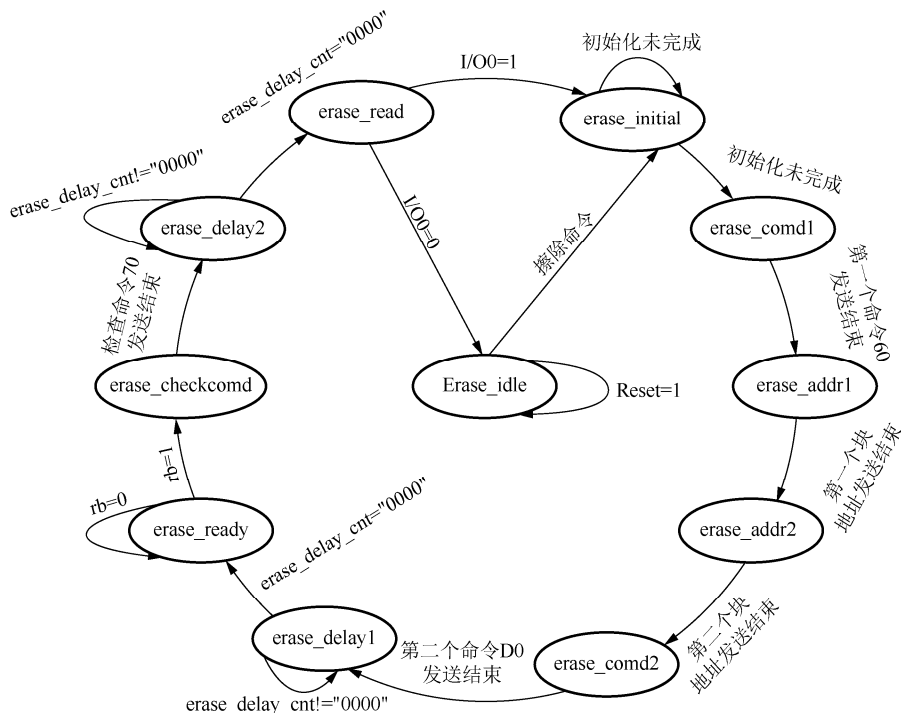 erase_delay_cnt="0000"
I/O0=1
初始化未完成
erase_read
erase_initial
erase_delay_cnt!="0000"
初始化未完成
erase_delay2
I/O0=0
擦除命令
erase_comd1
检查命令70
发送结束
第一个命令60
发送结束
erase_checkcomd
Erase_idle
Reset=1
erase_addr1
rb=1
第一个块
地址发送结束
rb=0
erase_ready
erase_delay_cnt="0000"
erase_addr2
erase_delay1
第二个命令D0
发送结束
erase_comd2
第二个块
地址发送结束
erase_delay_cnt!="0000"